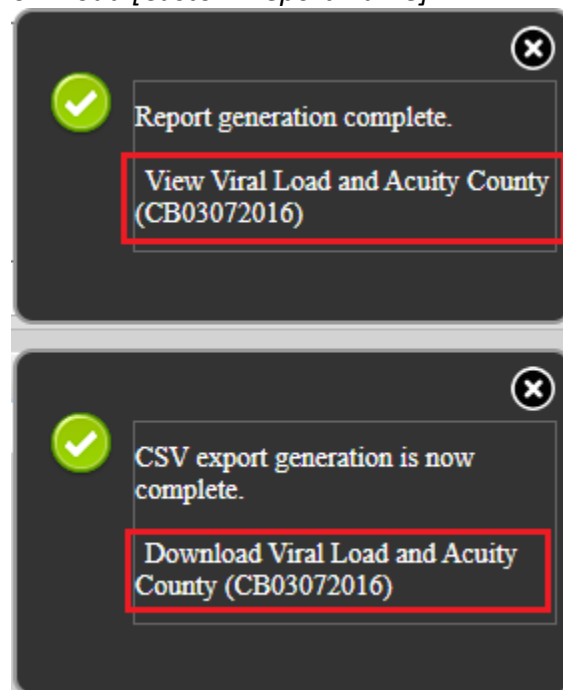 Report generation complete.
View Viral Load and Acuity County
(CB03072016)
CSV export generation is now
complete.
Download Viral Load and Acuity
County (CB03072016)